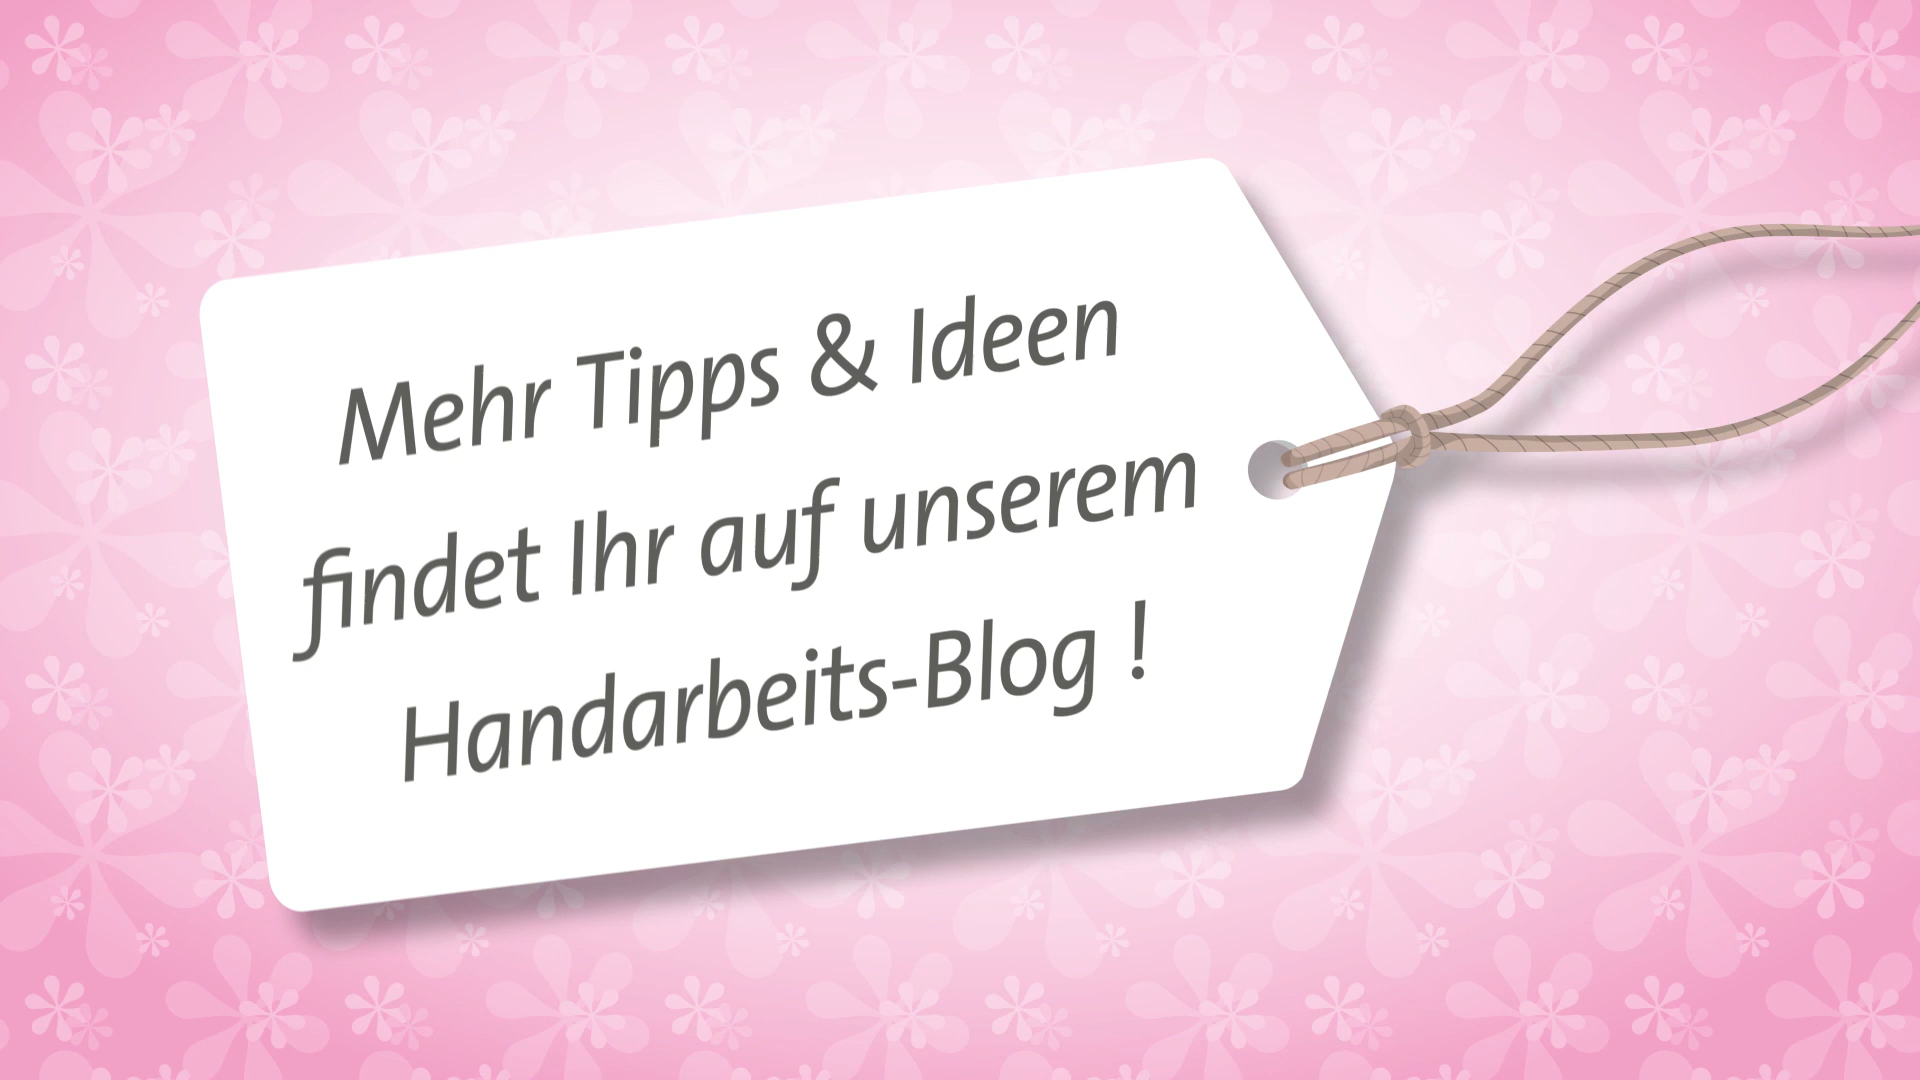 Mehr Tipps & Ideen
findet Ihr auf unserem
Handarbeits-Blog !